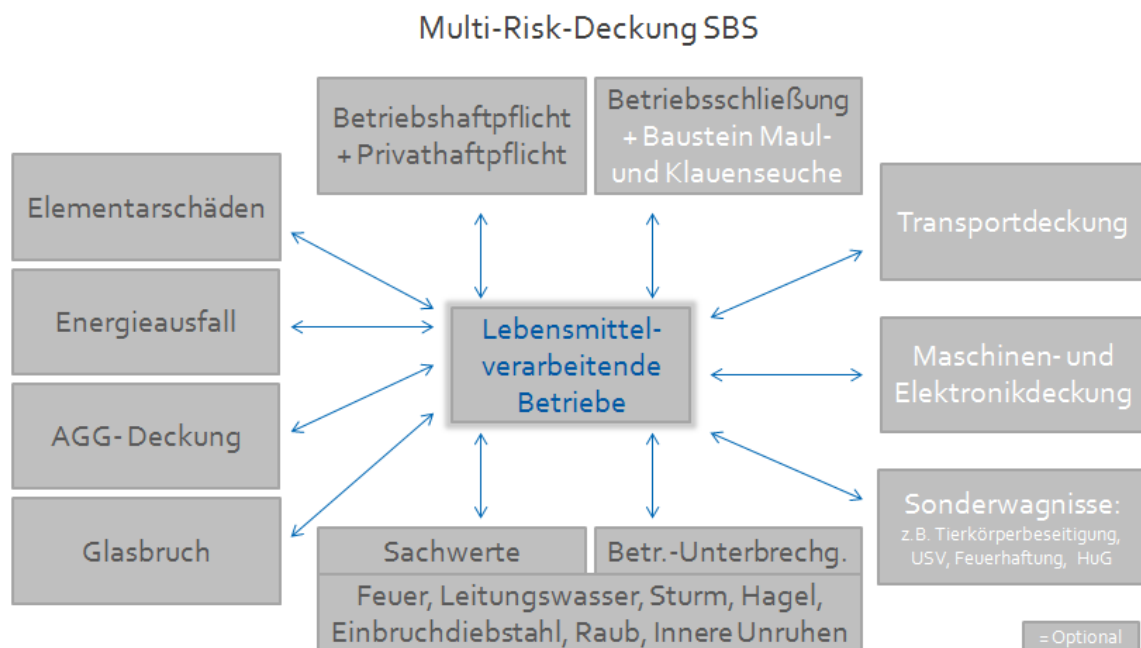 Multi-Risk-Deckung SBS
Betriebshaftpflicht
+ Privathaftpflicht
Betriebsschließung
+ Baustein Maul-
und Klauenseuche
Elementarschäden
Energieausfall
AGG- Deckung
Glasbruch
Lebensmittel-
verarbeitende
Betriebe
Transportdeckung
Maschinen- und
Elektronikdeckung
Sonderwagnisse:
z.B. Tierkörperbeseitigung,
USV, Feuerhaftung, HuG
Sachwerte
Betr.-Unterbrechg.
Feuer, Leitungswasser, Sturm, Hagel,
Einbruchdiebstahl, Raub, Innere Unruhen
= Optional